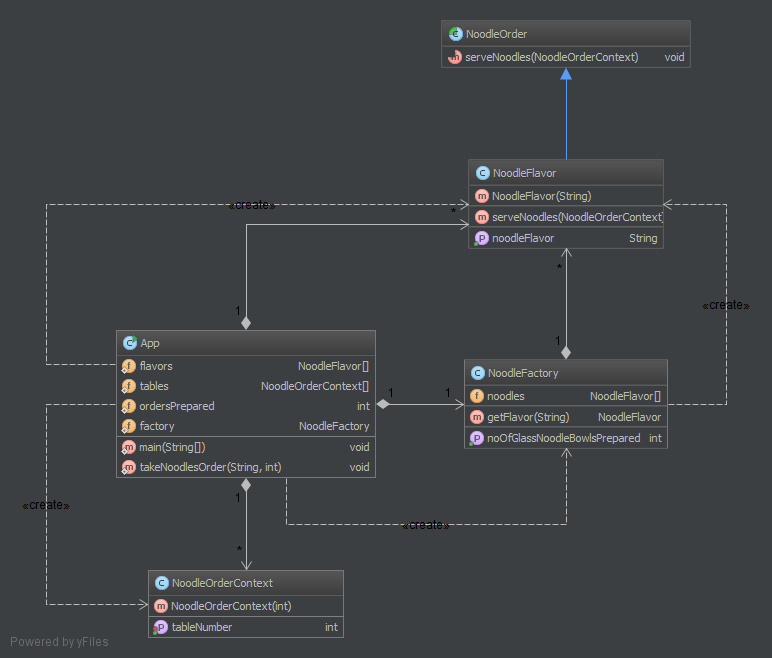 NoodleOrder
serveNoodles(NoodleOrderContext) void
NoodleFlavor
NoodleFlavor(String)
serveNoodles(NoodleOrderContext
noodleFlavor String
«create»
*
1
*
«create»
1
App
flavors NoodleFlavor[]
tables NoodleOrderContext[]
ordersPrepared int
factory NoodleFactory
main(String[]) void
takeNoodlesOrder(String, int) void
1
1
NoodleFactory
noodles NoodleFlavor[]
getFlavor(String) NoodleFlavor
noOfGlassNoodleBowlsPrepared int
1
«create»
«create»
*
NoodleOrderContext
NoodleOrderContext(int)
tableNumber int
Powered by yFiles